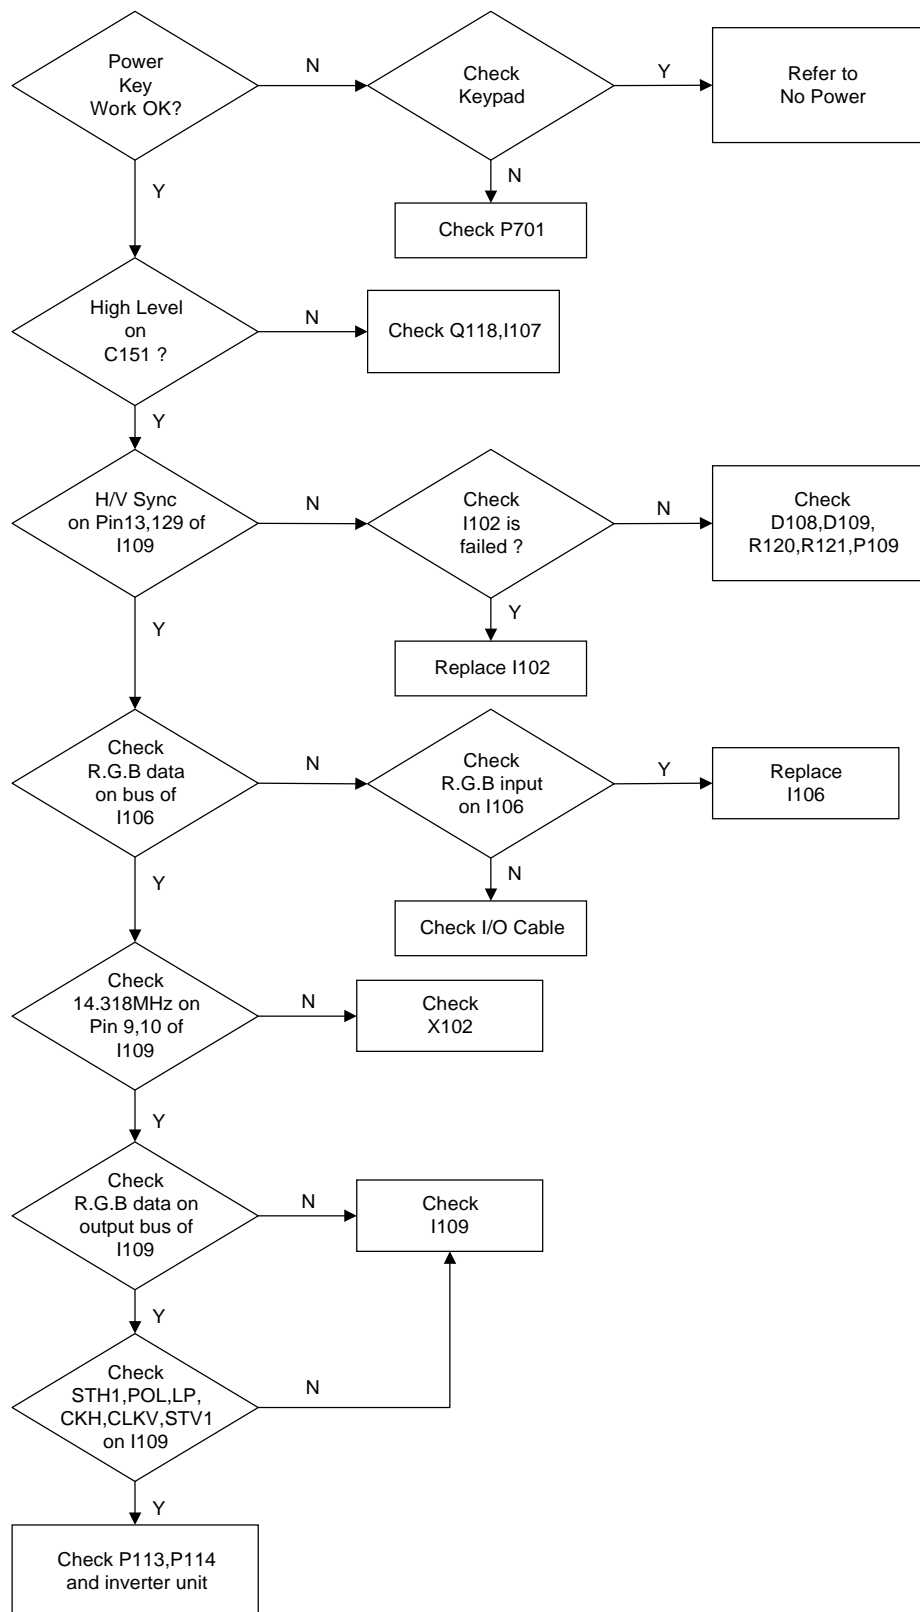 Power
Key
Work OK?
N
Check
Keypad
Y
Refer to
No Power
Y
N
Check P701
High Level
on
C151 ?
N
Check Q118,I107
Y
H/V Sync
on Pin13,129 of
I109
N
Check
I102 is
failed ?
N
Check
D108,D109,
R120,R121,P109
Y
Y
Replace I102
Check
R.G.B data
on bus of
I106
N
Check
R.G.B input
on I106
Y
Replace
I106
Y
N
Check I/O Cable
Check
14.318MHz on
Pin 9,10 of
I109
N
Check
X102
Y
Check
R.G.B data on
output bus of
I109
N
Check
I109
Y
Check
STH1,POL,LP,
CKH,CLKV,STV1
on I109
N
Y
Check P113,P114
and inverter unit